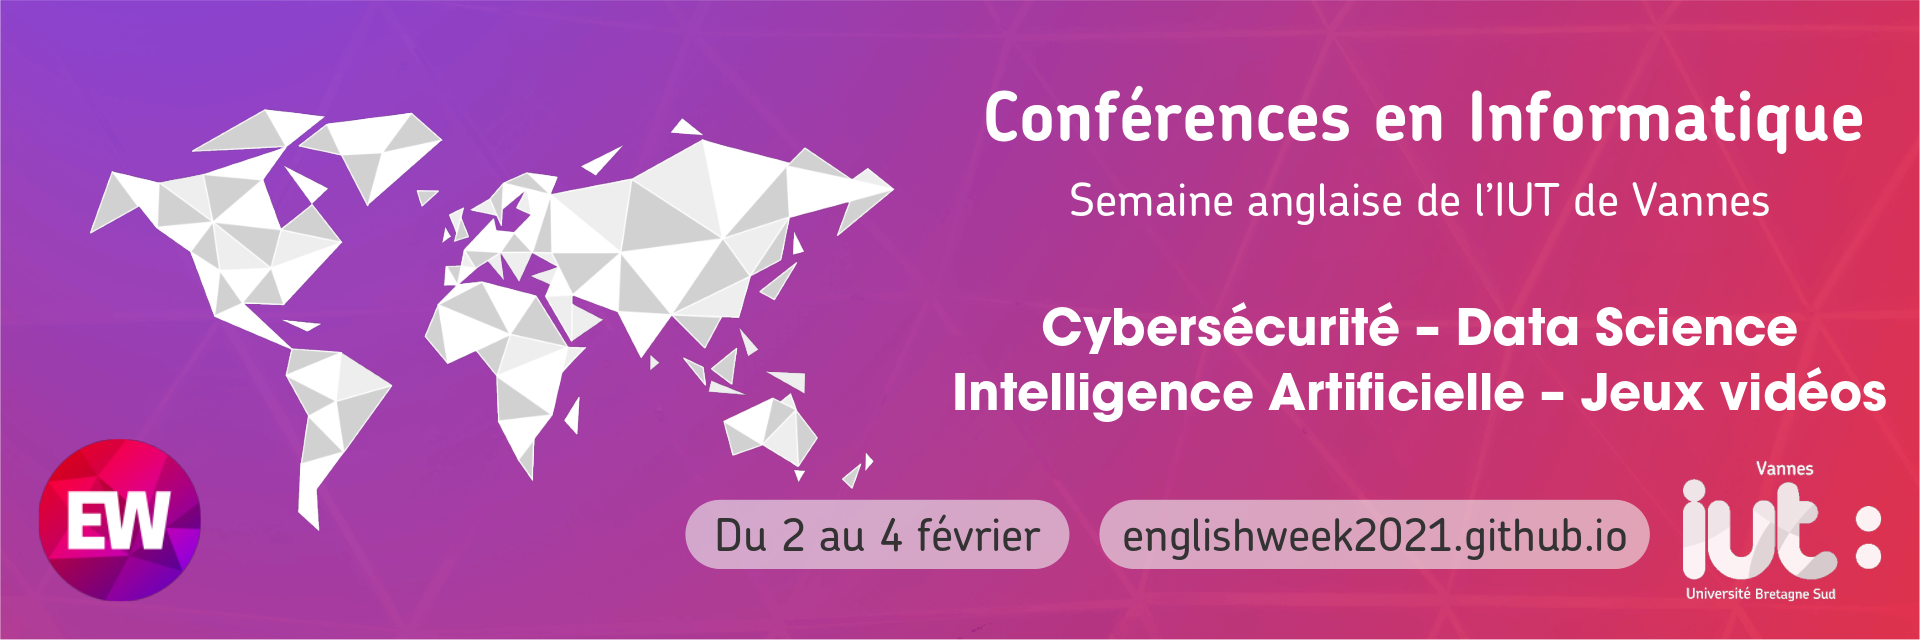 Conférences en Informatique
Semaine anglaise de l'IUT de Vannes
Cybersécurité – Data Science
Intelligence Artificielle – Jeux vidéos
EW
Du 2 au 4 février
englishweek2021.github.io
Vannes
iut:
Université Bretagne Sud